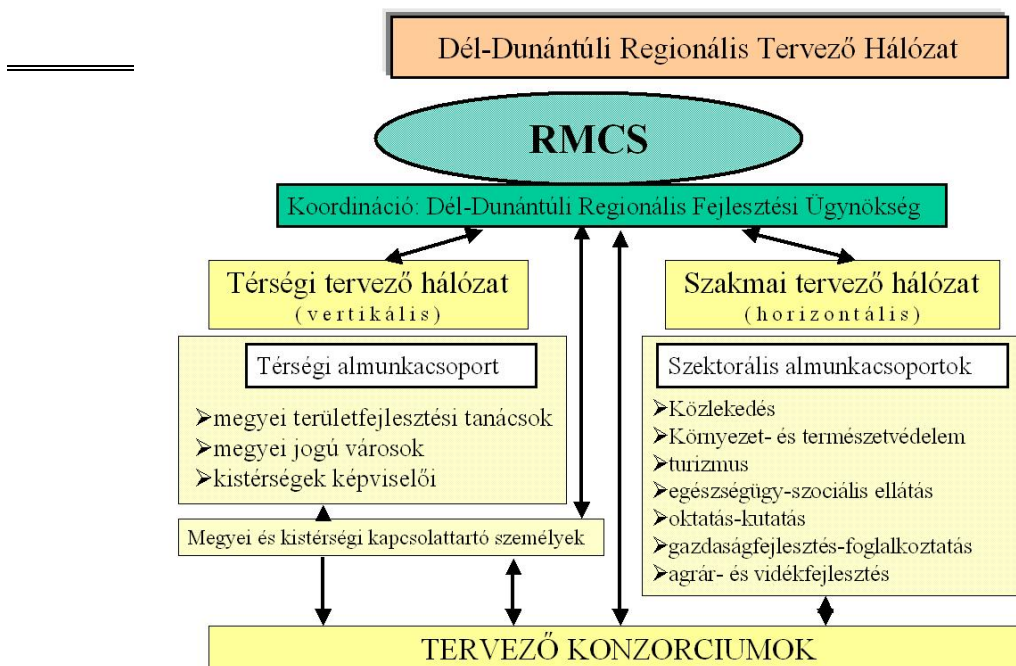 Dél-Dunántúli Regionális Tervező Hálózat
RMCS
Koordináció: Dél-Dunántúli Regionális Fejlesztési Ügynökség
Térségi tervező hálózat
(vertikális)
Térségi almunkacsoport
➢megyei területfejlesztési tanácsok
➢megyei jogú városok
➢kistérségek képviselői
Megyei és kistérségi kapcsolattartó személyek
Szakmai tervező hálózat
(horizontális)
Szektorális almunkacsoportok
➢Közlekedés
➢Környezet- és természetvédelem
➢turizmus
➢egészségügy-szociális ellátás
➢oktatás-kutatás
➢gazdaságfejlesztés-foglalkoztatás
➢agrár- és vidékfejlesztés
TERVEZŐ KONZORCIUMOK